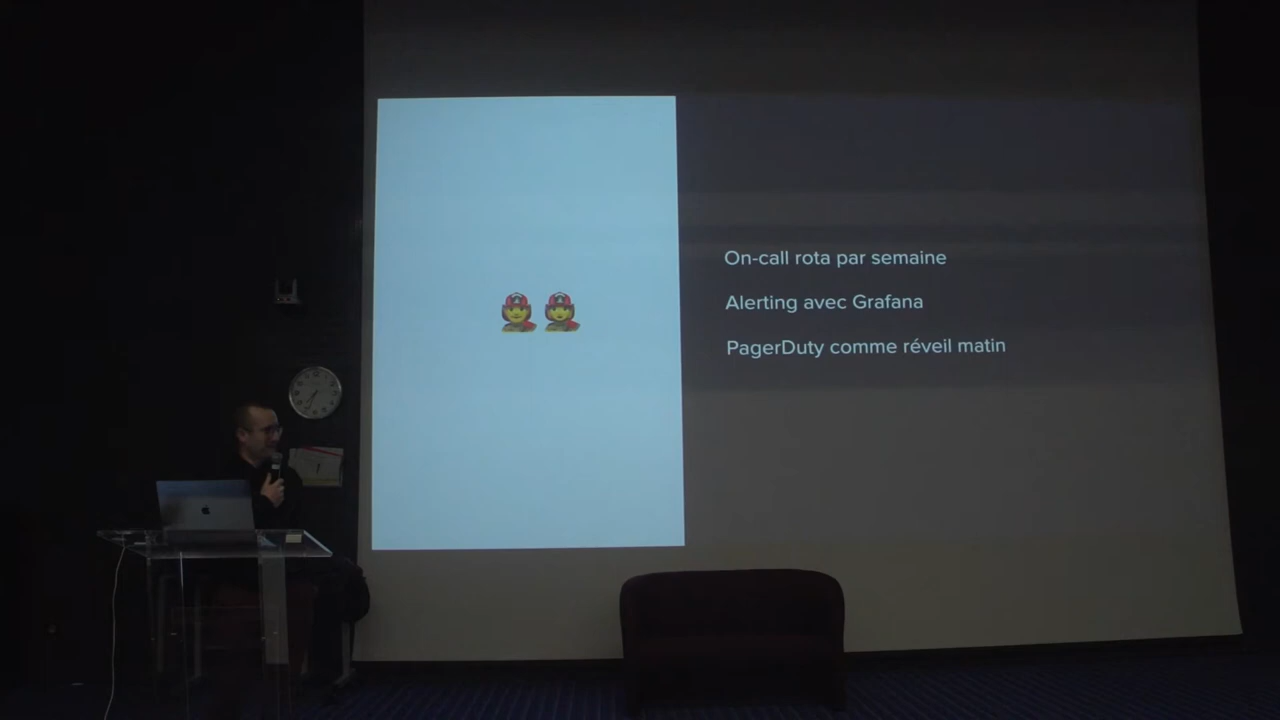 On-call rota par semaine
Alerting avec Grafana
PagerDuty comme réveil matin